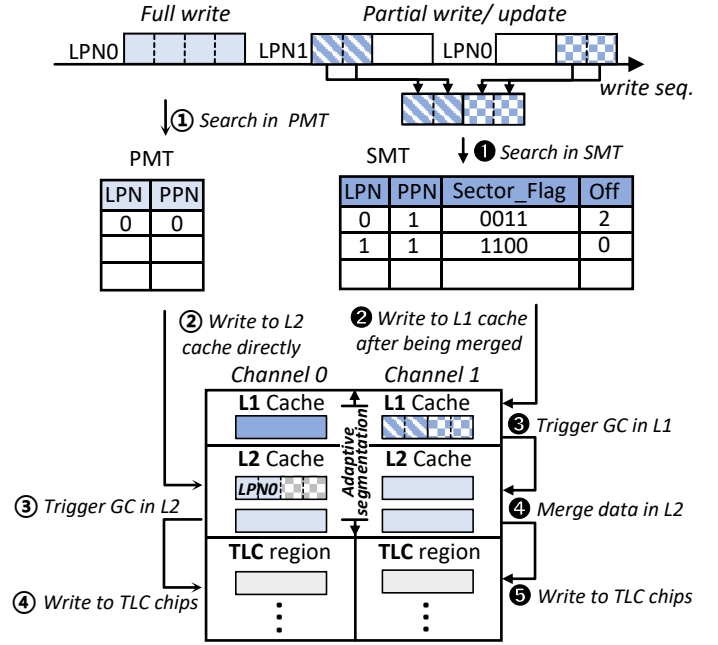 Full write
Partial write/ update
LPN0
LPN1
LPN0
write seq.
① Search in PMT
❶ Search in SMT
PMT
SMT
LPN PPN
0 0
LPN PPN Sector_Flag Off
0 1 0011 2
1 1 1100 0
② Write to L2
cache directly
❷ Write to L1 cache
after being merged
Channel 0
Channel 1
L1 Cache
L1 Cache
Adaptive
segmentation
❸ Trigger GC in L1
L2 Cache
L2 Cache
LPN0
③ Trigger GC in L2
❹ Merge data in L2
TLC region
TLC region
④ Write to TLC chips
❺ Write to TLC chips